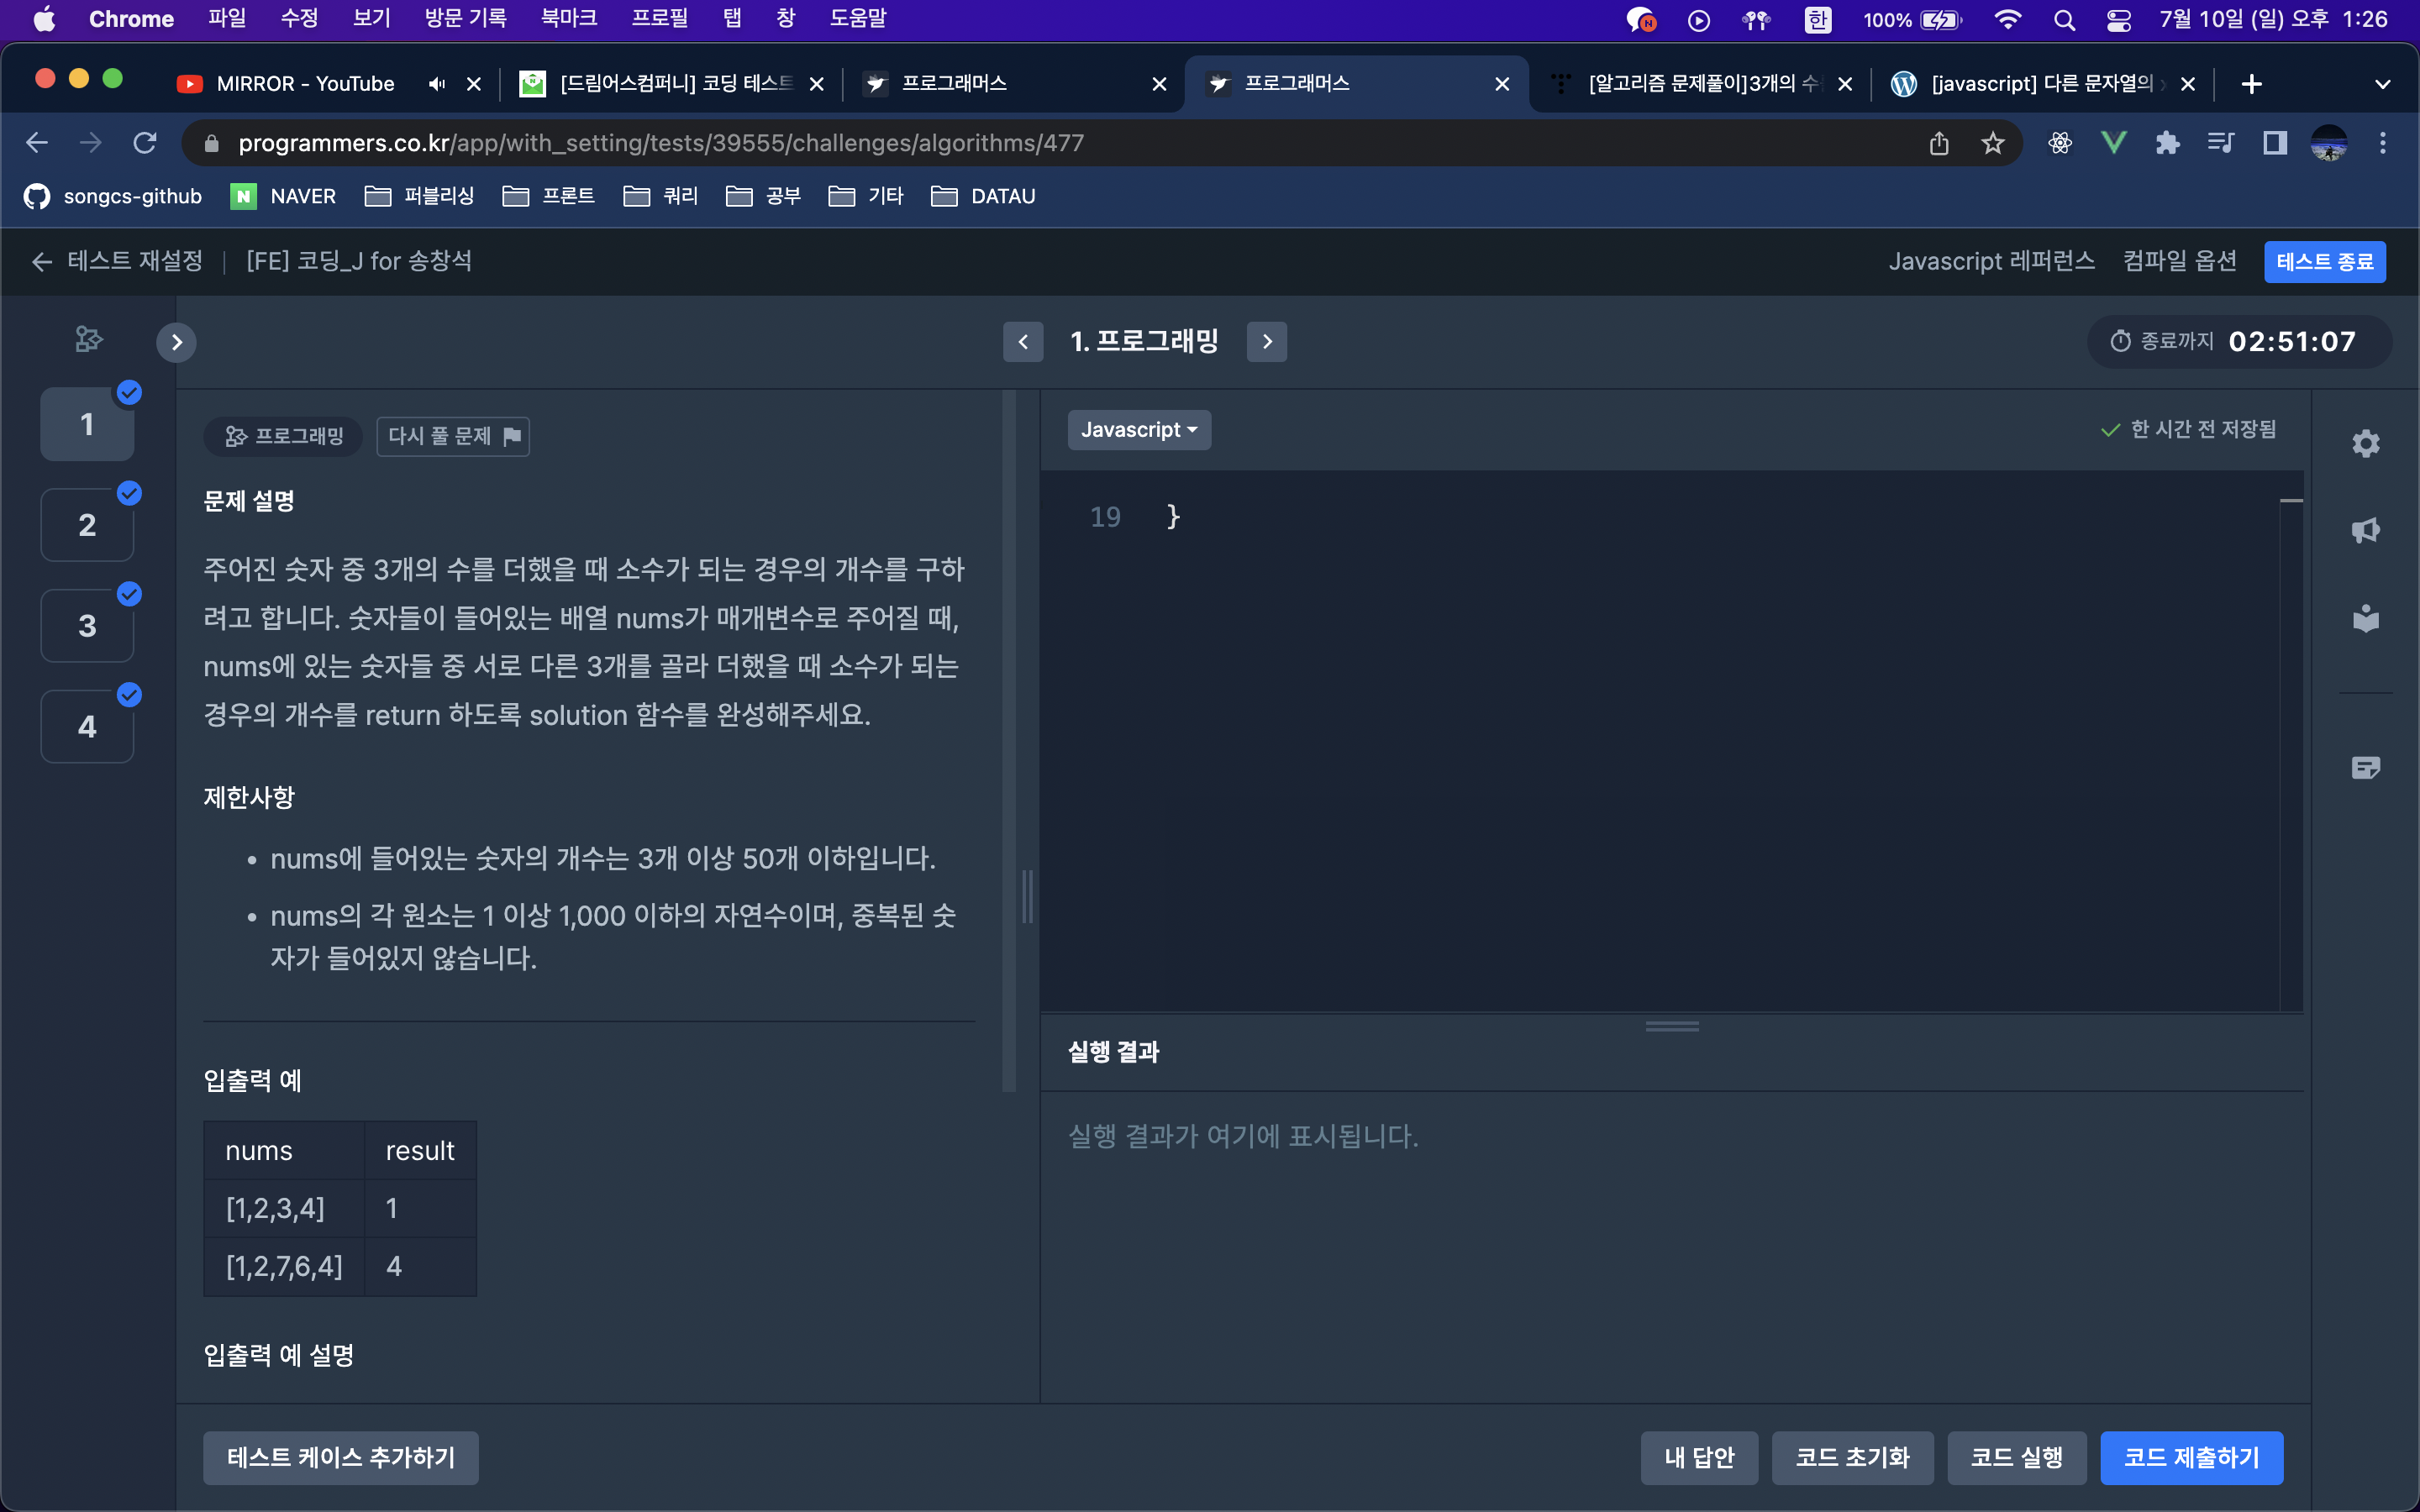 Chrome 파일 수정 보기 방문 기록 북마크 프로필 탭 창 도움말 한 100% 7월 10일 (일) 오후 1:26
MIRROR - YouTube [드림어스컴퍼니] 코딩 테스트 프로그래머스 프로그래머스 [알고리즘 문제풀이]3개의 수 [javascript] 다른 문자열의
programmers.co.kr/app/with_setting/tests/39555/challenges/algorithms/477
songcs-github NAVER 퍼블리싱 프론트 쿼리 공부 기타 DATAU
테스트 재설정 [FE] 코딩_J for 송창석 Javascript 레퍼런스 컴파일 옵션 테스트 종료
1. 프로그래밍 종료까지 02:51:07
1
2
3
4
프로그래밍 다시 풀 문제
문제 설명
주어진 숫자 중 3개의 수를 더했을 때 소수가 되는 경우의 개수를 구하
려고 합니다. 숫자들이 들어있는 배열 nums가 매개변수로 주어질 때,
nums에 있는 숫자들 중 서로 다른 3개를 골라 더했을 때 소수가 되는
경우의 개수를 return 하도록 solution 함수를 완성해주세요.
제한사항
• nums에 들어있는 숫자의 개수는 3개 이상 50개 이하입니다.
• nums의 각 원소는 1 이상 1,000 이하의 자연수이며, 중복된 숫
자가 들어있지 않습니다.
입출력 예
nums result
[1,2,3,4] 1
[1,2,7,6,4] 4
입출력 예 설명
Javascript 한 시간 전 저장됨
19 }
실행 결과
실행 결과가 여기에 표시됩니다.
테스트 케이스 추가하기 내 답안 코드 초기화 코드 실행 코드 제출하기